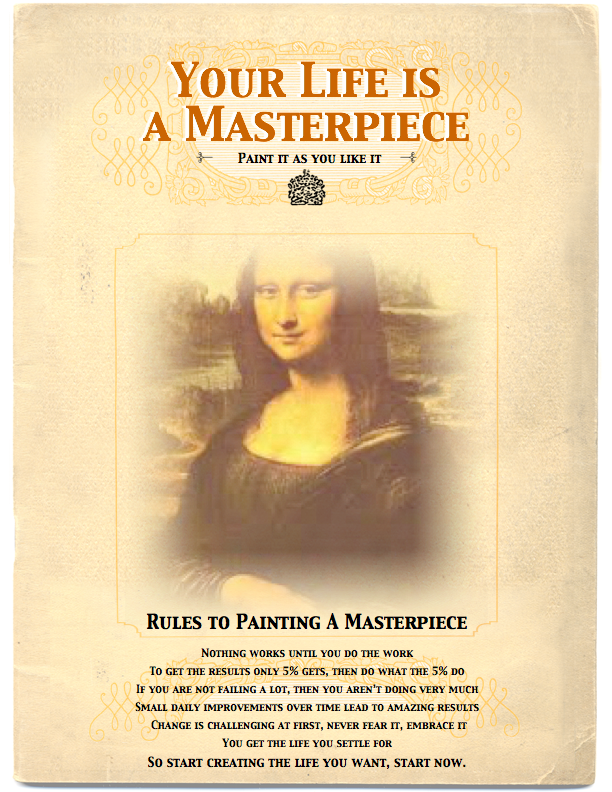 Your Life is
a Masterpiece
Paint it as you like it
Rules to Painting A Masterpiece
Nothing works until you do the work
To get the results only 5% gets, then do what the 5% do
If you are not failing a lot, then you aren't doing very much
Small daily improvements over time lead to amazing results
Change is challenging at first, never fear it, embrace it
You get the life you settle for
So start creating the life you want, start now.